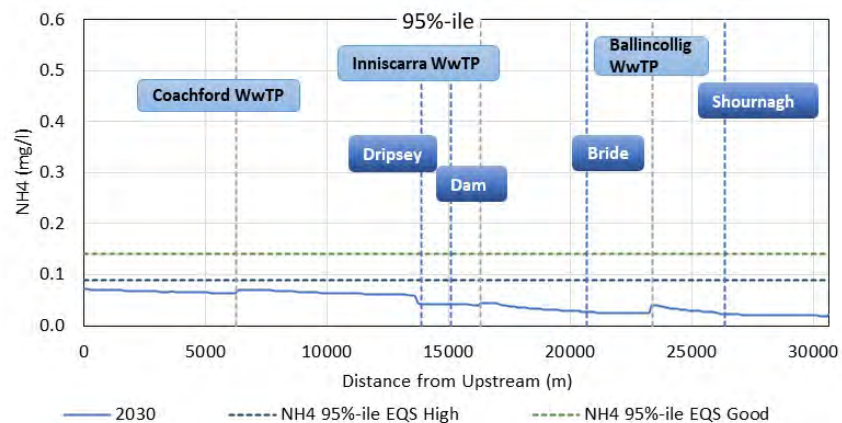 95%-ile
0.6
0.5
0.4
0.3
0.2
0.1
0.0
NH4 (mg/l)
Coachford WwTP
Inniscarra WwTP
Ballincollig
WwTP
Shournagh
Dripsey
Dam
Bride
0
5000
10000
15000
20000
25000
30000
Distance from Upstream (m)
2030
NH4 95%-ile EQS High
NH4 95%-ile EQS Good